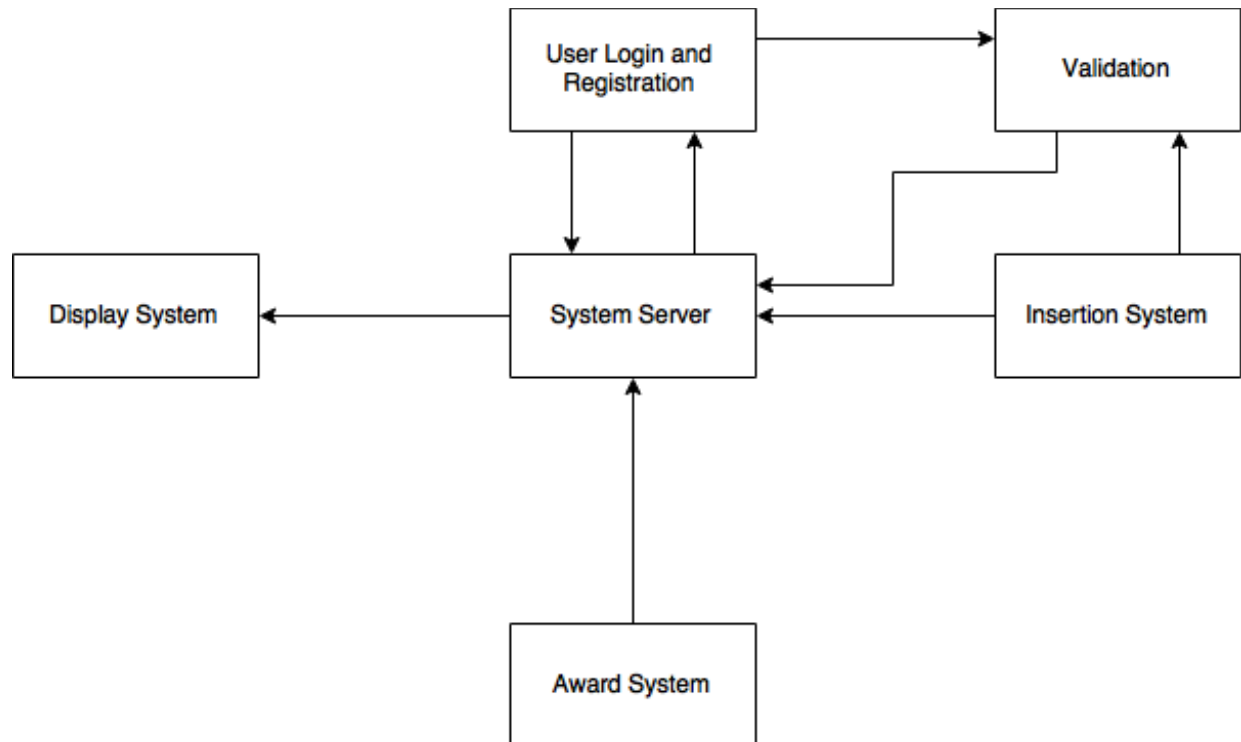 User Login and
Registration
Validation
Display System
System Server
Insertion System
Award System